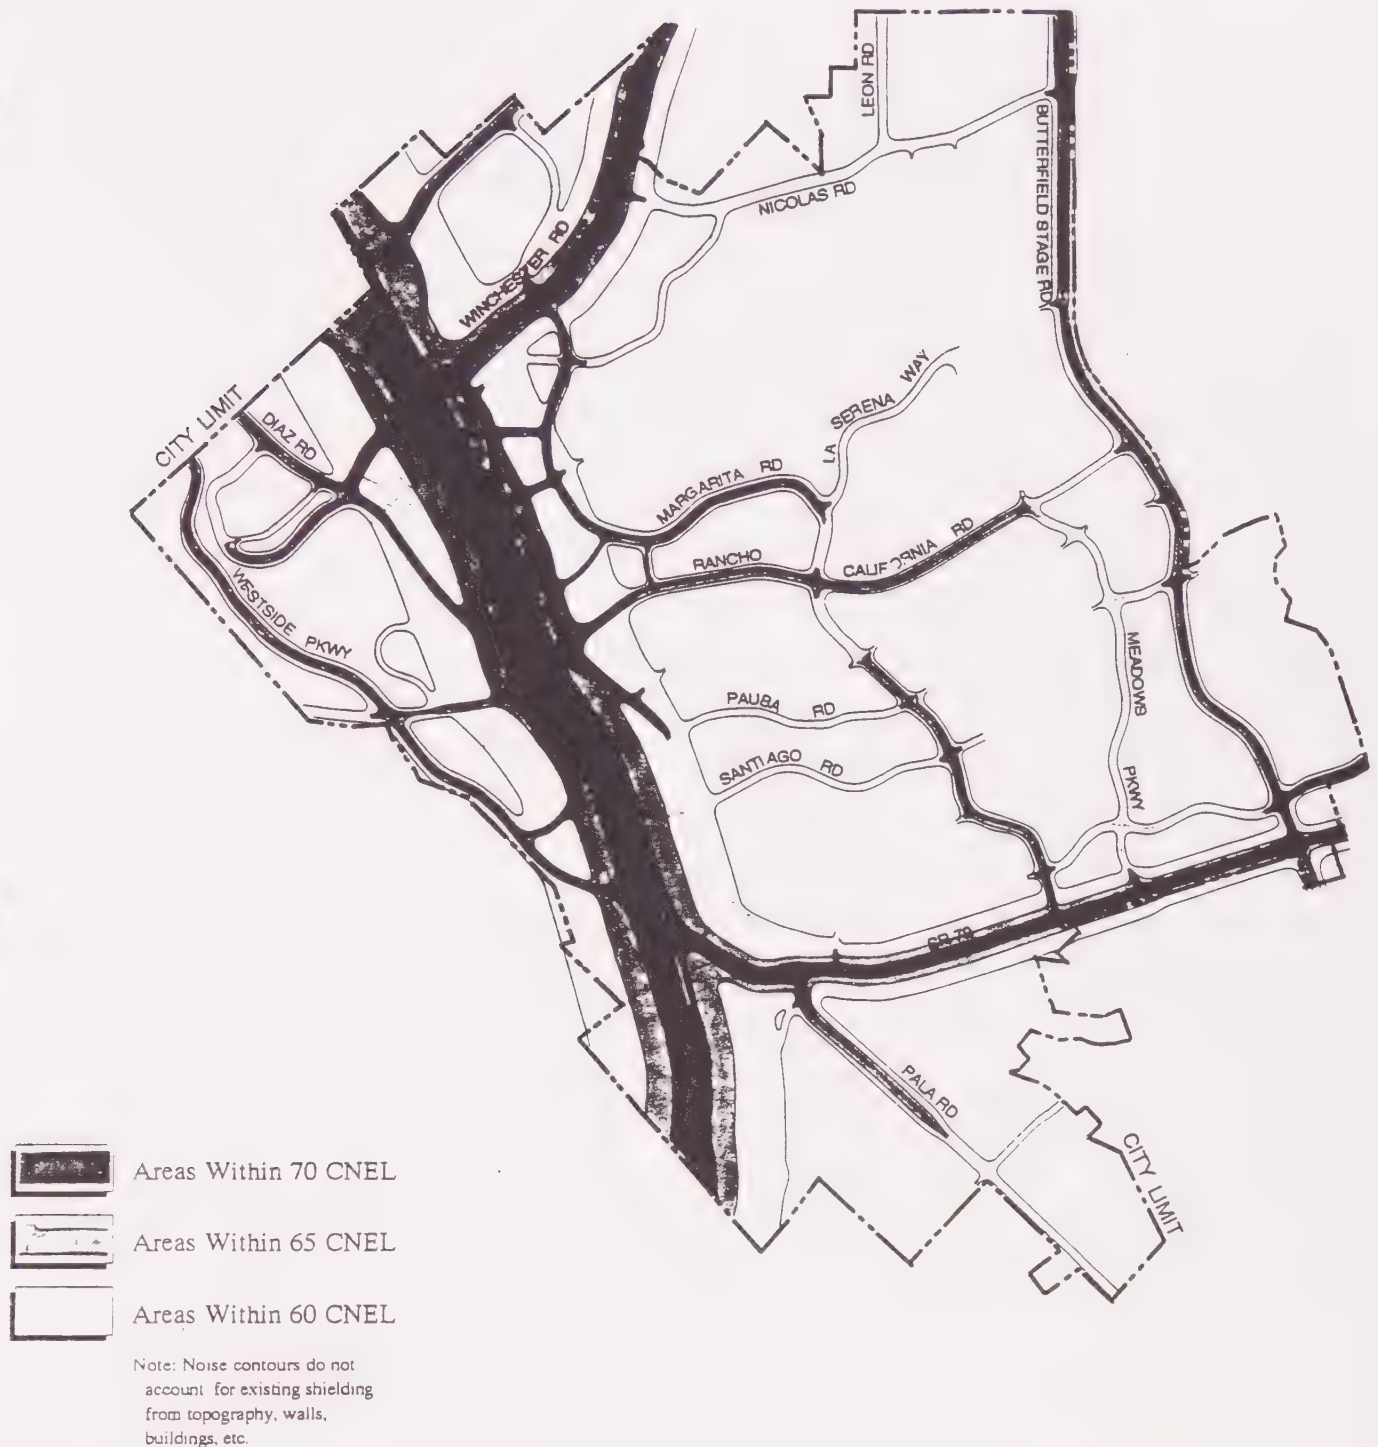 LEON RD
BUTTERFIELD STAGE RD
NICOLAS RD
WINCHESTER RD
CITY LIMIT
DIAZ RD
LA SERENA WAY
MARGARITA RD
RANCHO CALIFORNIA RD
WESTSIDE PKWY
MEADOWS PKWY
PAUBA RD
SANTIAGO RD
PALA RD
CITY LIMIT
Areas Within 70 CNEL
Areas Within 65 CNEL
Areas Within 60 CNEL
Note: Noise contours do not
account for existing shielding
from topography, walls,
buildings, etc.